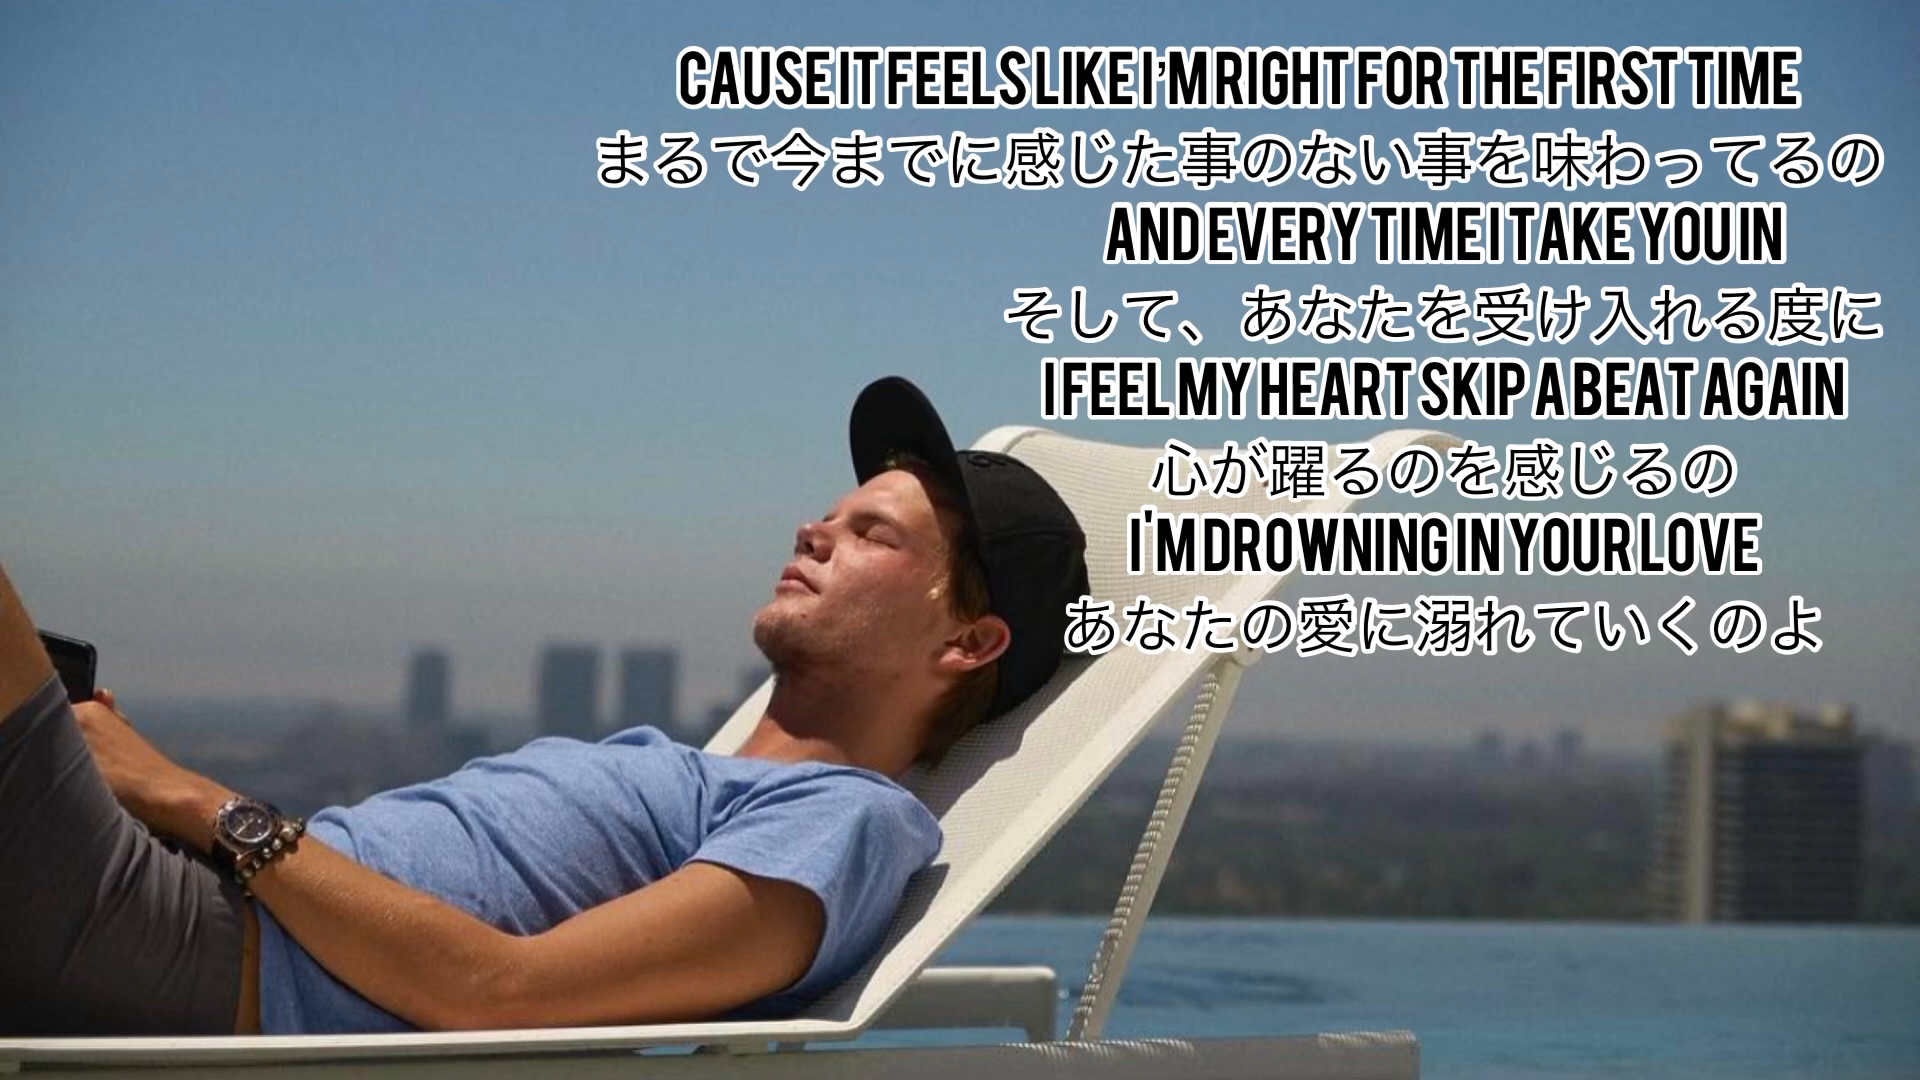 CAUSE IT FEELS LIKE I'M RIGHT FOR THE FIRST TIME
まるで今までに感じた事のない事を味わってるの
AND EVERY TIME I TAKE YOU IN
そして、あなたを受け入れる度に
I FEEL MY HEART SKIP A BEAT AGAIN
心が躍るのを感じるの
I'M DROWNING IN YOUR LOVE
あなたの愛に溺れていくのよ